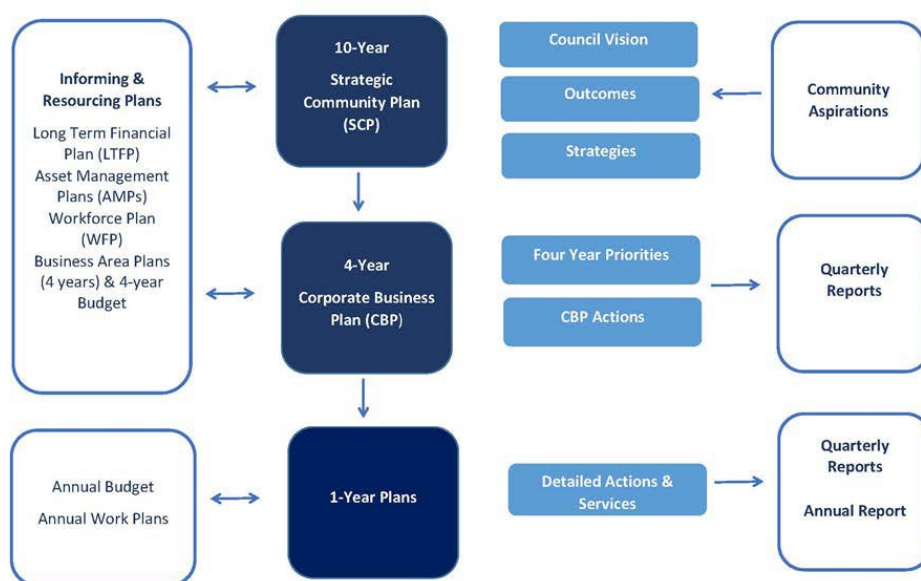 Informing &
Resourcing Plans
Long Term Financial
Plan (LTFP)
Asset Management
Plans (AMPs)
Workforce Plan
(WFP)
Business Area Plans
(4 years) & 4-year
Budget
10-Year
Strategic
Community Plan
(SCP)
Council Vision
Outcomes
Strategies
Community
Aspirations
4-Year
Corporate Business
Plan (CBP)
Four Year Priorities
CBP Actions
Quarterly
Reports
Annual Budget
Annual Work Plans
1-Year Plans
Detailed Actions &
Services
Quarterly
Reports
Annual Report